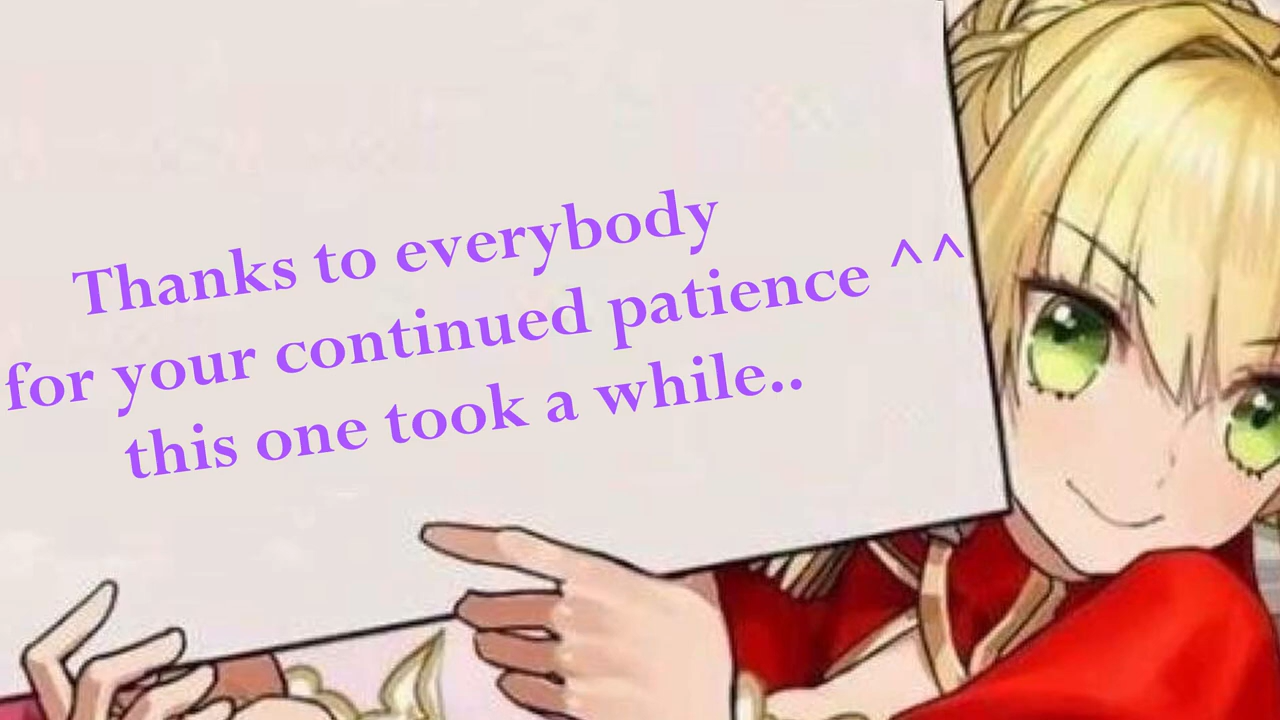 Thanks to everybody
for your continued patience ^^
this one took a while..